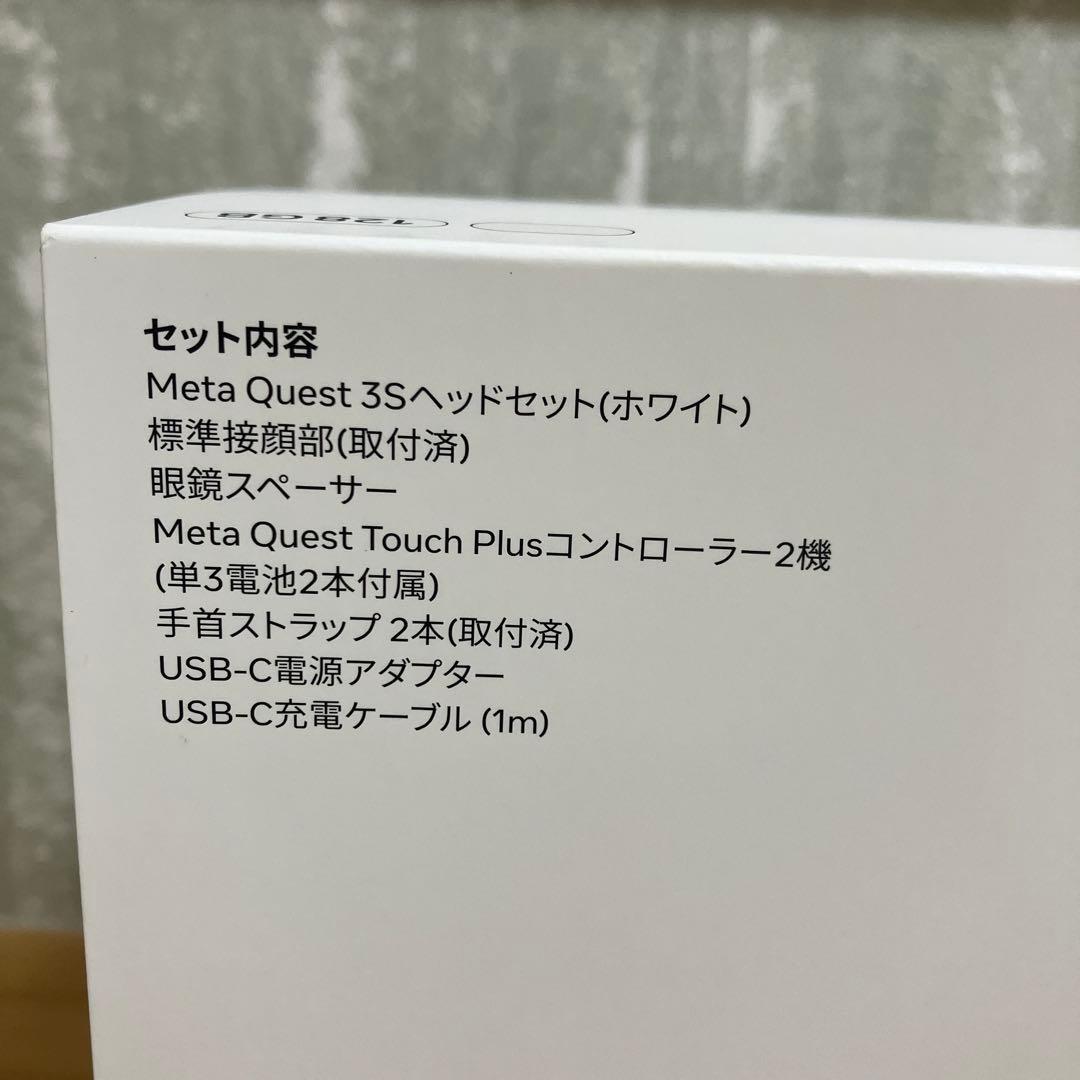 128 GB
セット内容
Meta Quest 3Sヘッドセット(ホワイト)
標準接顔部(取付済)
眼鏡スペーサー
Meta Quest Touch Plusコントローラー2機
(単3電池2本付属)
手首ストラップ 2本(取付済)
USB-C電源アダプター
USB-C充電ケーブル (1m)